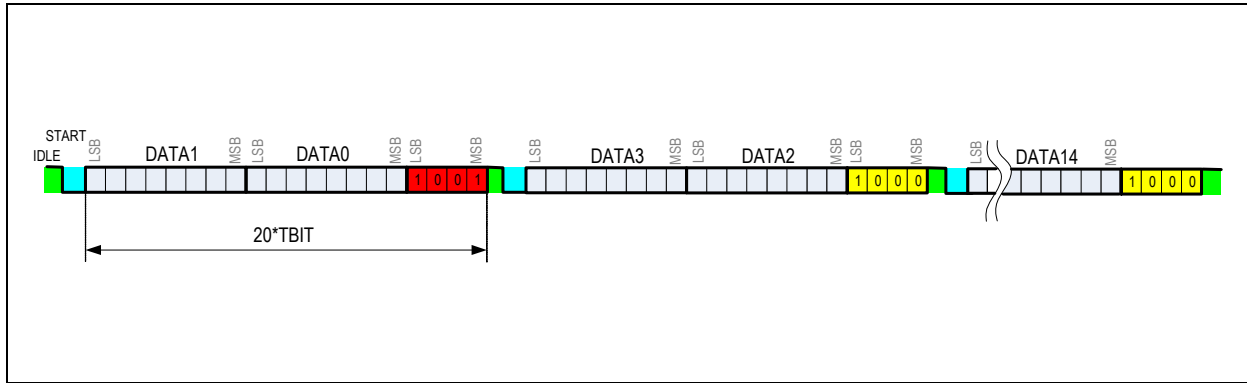 START
IDLE
LSB DATA1 MSB LSB DATA0 MSB LSB MSB LSB DATA3 MSB LSB DATA2 MSB LSB MSB LSB DATA14 MSB
1 0 0 1 1 0 0 0 1 0 0 0
20*TBIT